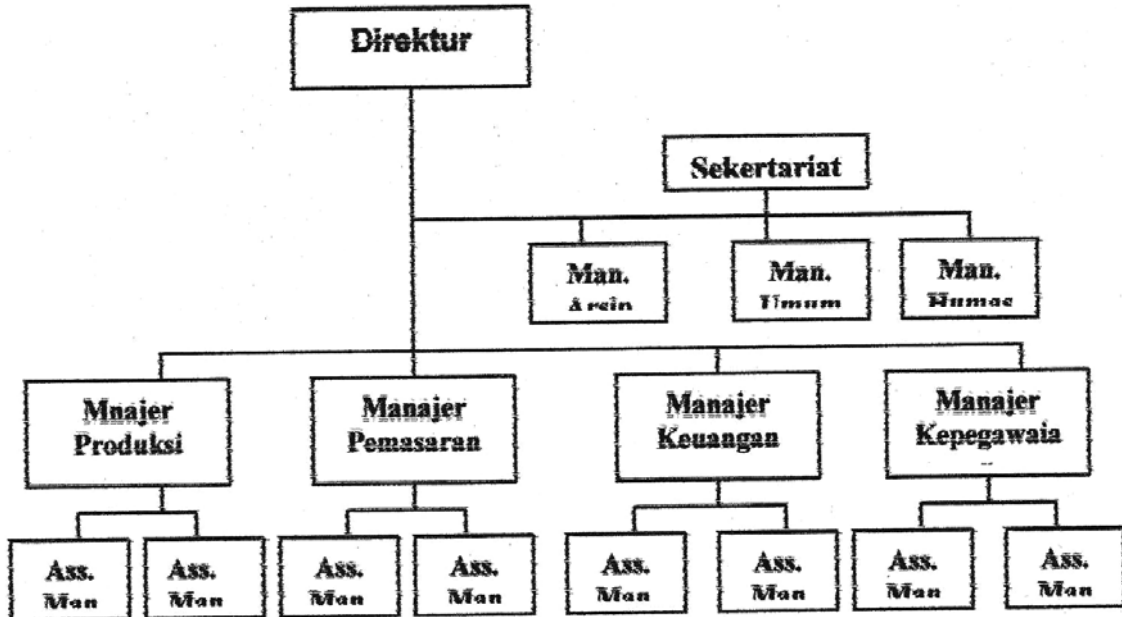 Direktur
Sekertariat
Man.
Arsip
Man.
Umum
Man.
Humas
Mnajer
Produksi
Manajer
Pemasaran
Manajer
Keuangan
Manajer
Kepegawaia
Ass.
Man
Ass.
Man
Ass.
Man
Ass.
Man
Ass.
Man
Ass.
Man
Ass.
Man
Ass.
Man